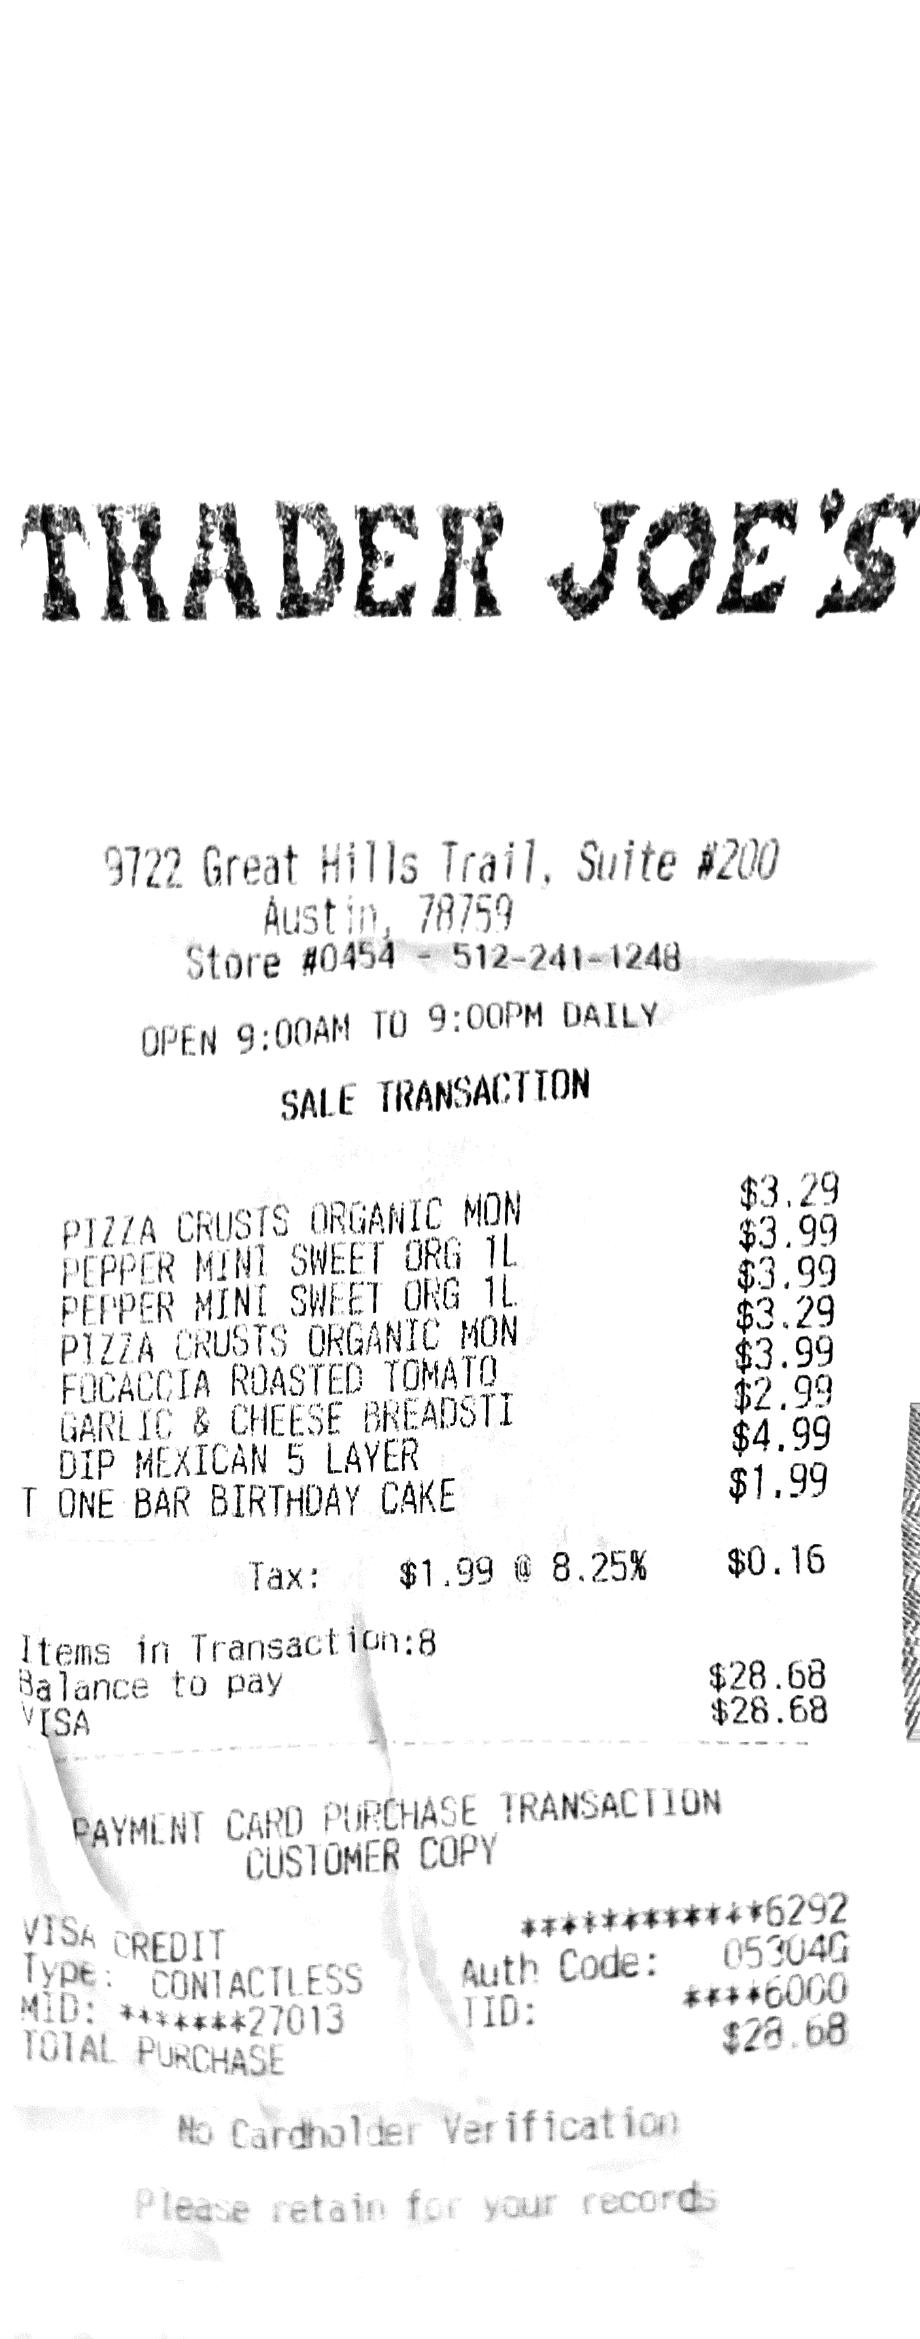 TRADER JOE'S
9722 Great Hills Trail, Suite #200
Austin, 78759
Store #0454 - 512-241-1248
OPEN 9:00AM TO 9:00PM DAILY
SALE TRANSACTION
PIZZA CRUSTS ORGANIC MON $3.29
PEPPER MINI SWEET ORG 1L $3.99
PEPPER MINI SWEET ORG 1L $3.99
PIZZA CRUSTS ORGANIC MON $3.29
FOCACCIA ROASTED TOMATO $3.99
GARLIC & CHEESE BREADSTI $2.99
DIP MEXICAN 5 LAYER $4.99
T ONE BAR BIRTHDAY CAKE $1.99
Tax: $1.99 @ 8.25% $0.16
Items in Transaction:8
Balance to pay $28.68
VISA $28.68
PAYMENT CARD PURCHASE TRANSACTION
CUSTOMER COPY
VISA CREDIT ************6292
Type: CONTACTLESS Auth Code: 05304G
MID: *******27013 TID: ****6000
TOTAL PURCHASE $28.68
No Cardholder Verification
Please retain for your records